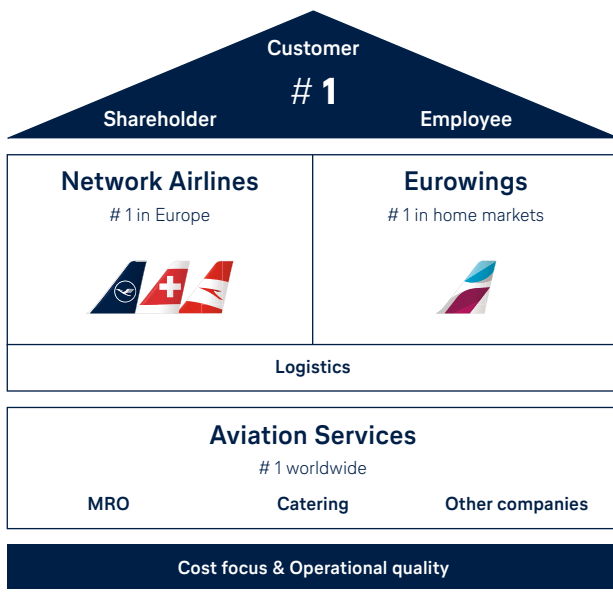 Customer
# 1
Shareholder
Employee
Network Airlines
# 1 in Europe
Eurowings
# 1 in home markets
Logistics
Aviation Services
# 1 worldwide
MRO
Catering
Other companies
Cost focus & Operational quality